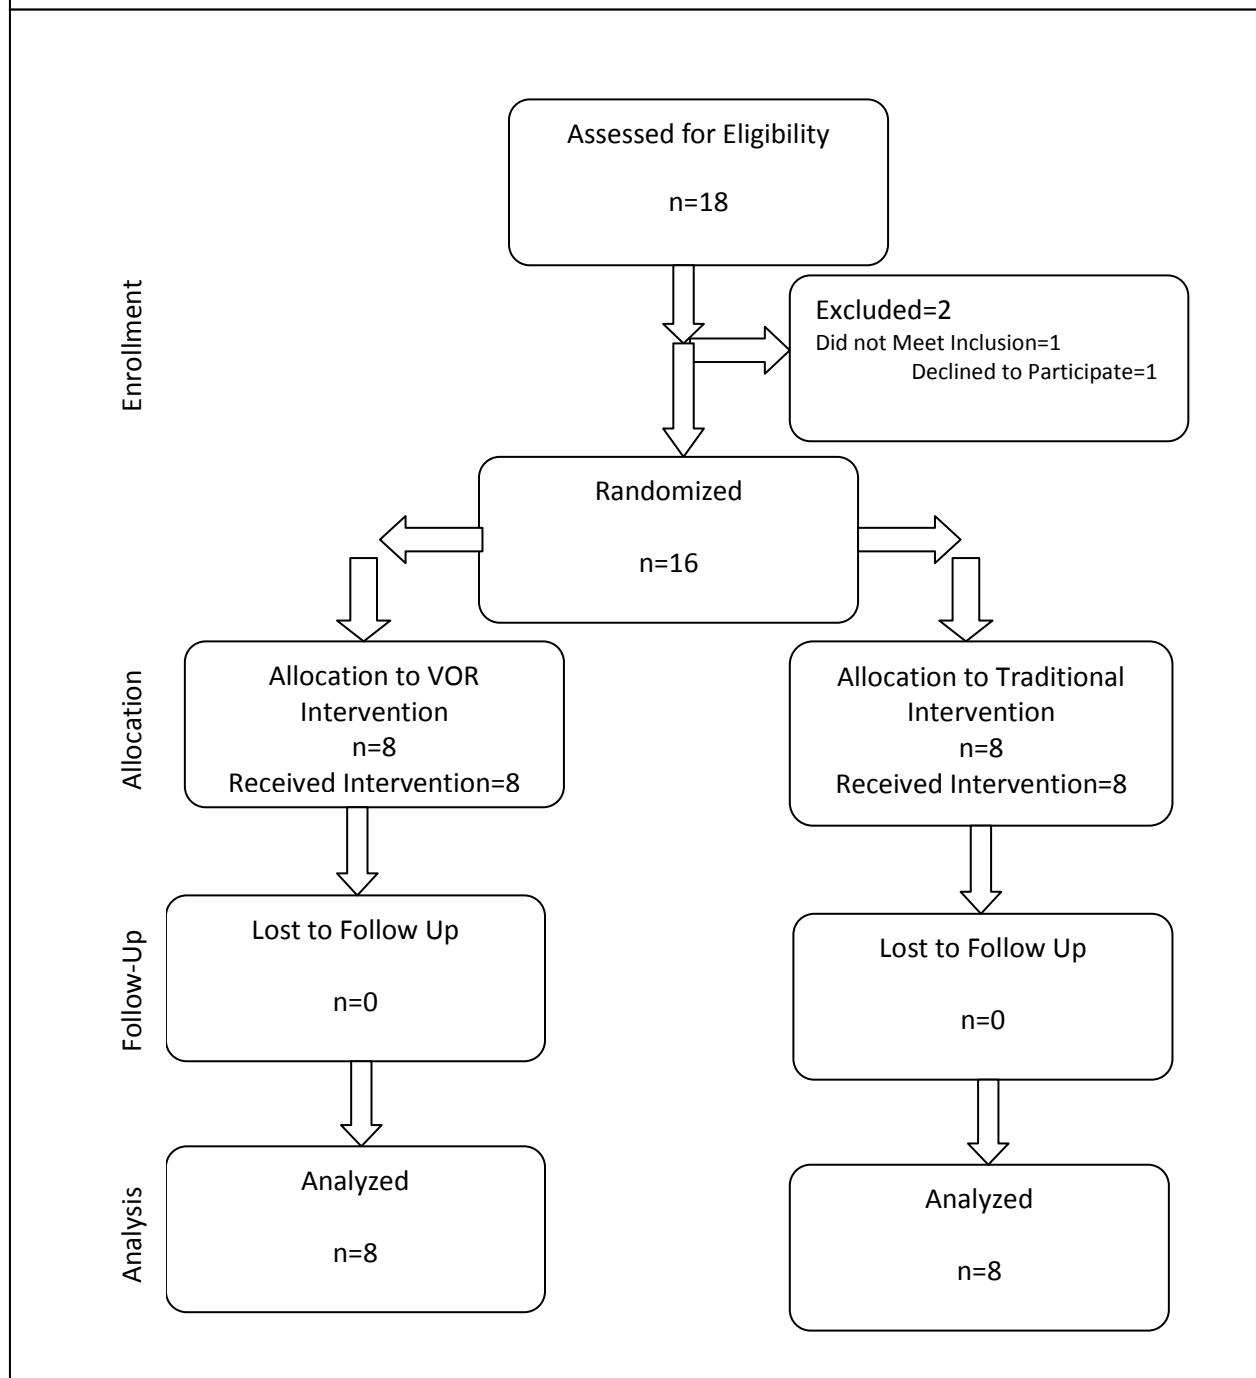 Assessed for Eligibility
n=18
Enrollment
Excluded=2
Did not Meet Inclusion=1
Declined to Participate=1
Randomized
n=16
Allocation
Allocation to VOR
Intervention
n=8
Received Intervention=8
Allocation to Traditional
Intervention
n=8
Received Intervention=8
Follow-Up
Lost to Follow Up
n=0
Lost to Follow Up
n=0
Analysis
Analyzed
n=8
Analyzed
n=8